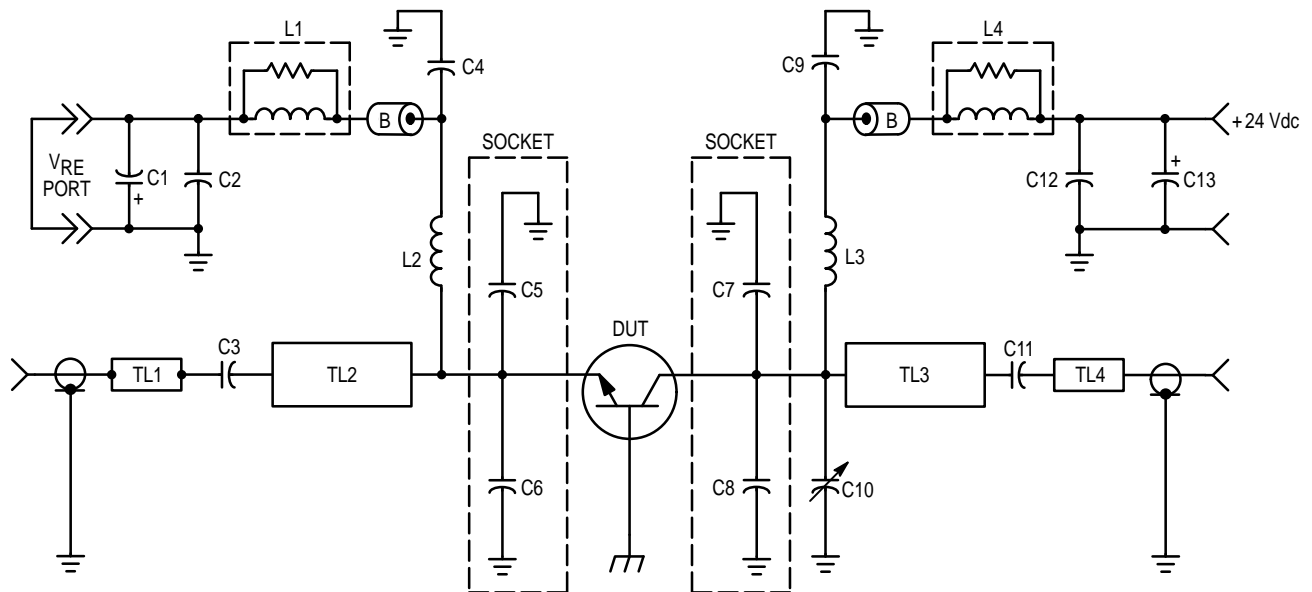 L1
C4
B
V_RE
PORT
C1
+
C2
L2
SOCKET
C5
C6
C3
TL1
TL2
DUT
SOCKET
C7
C8
C9
B
L4
+24 Vdc
C12
+
C13
L3
C10
TL3
C11
TL4